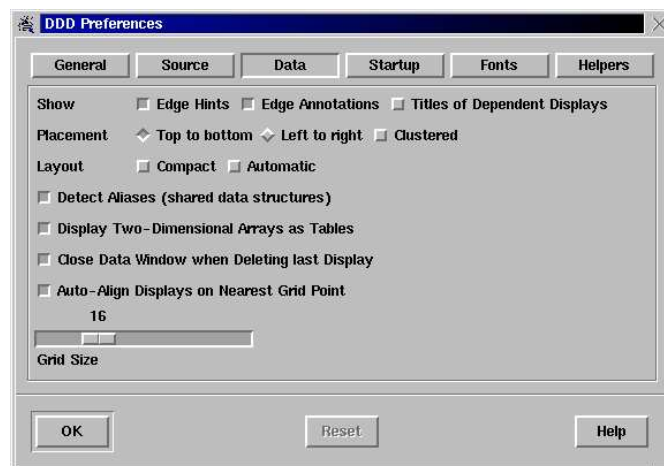 DDD Preferences
General Source Data Startup Fonts Helpers
Show Edge Hints Edge Annotations Titles of Dependent Displays
Placement Top to bottom Left to right Clustered
Layout Compact Automatic
Detect Aliases (shared data structures)
Display Two-Dimensional Arrays as Tables
Close Data Window when Deleting last Display
Auto-Align Displays on Nearest Grid Point
16
Grid Size
OK Reset Help